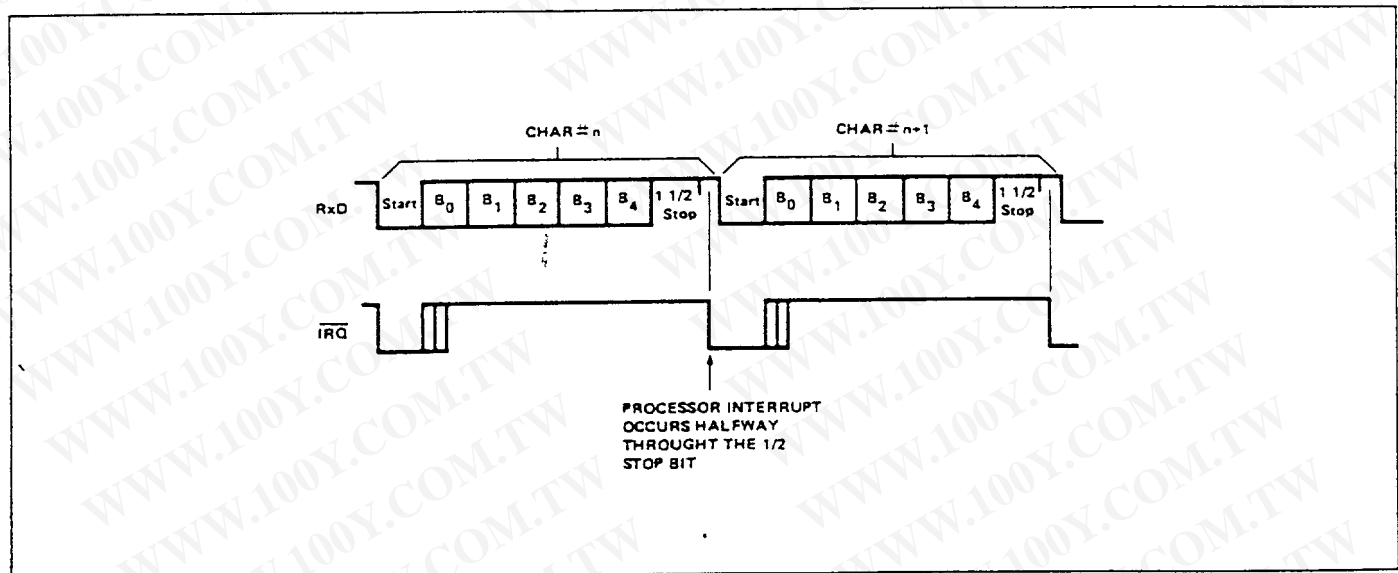 CHAR#n
CHAR#n+1
RxD
Start B0 B1 B2 B3 B4 1 1/2 Stop Start B0 B1 B2 B3 B4 1 1/2 Stop
IRQ
PROCESSOR INTERRUPT
OCCURS HALFWAY
THROUGHT THE 1/2
STOP BIT
WWW.100Y.COM.TW